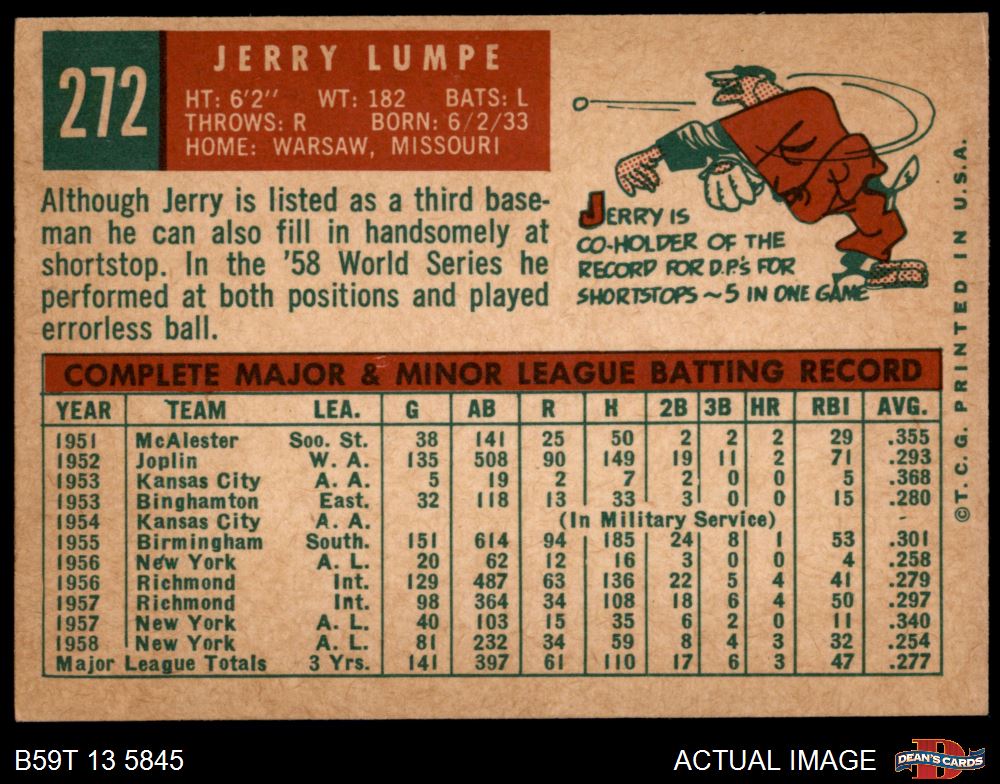 272
JERRY LUMPE
HT: 6'2" WT: 182 BATS: L
THROWS: R BORN: 6/2/33
HOME: WARSAW, MISSOURI
Although Jerry is listed as a third base-
man he can also fill in handsomely at
shortstop. In the '58 World Series he
performed at both positions and played
errorless ball.
JERRY IS
CO-HOLDER OF THE
RECORD FOR D.P.'S FOR
SHORTSTOPS ~ 5 IN ONE GAME
COMPLETE MAJOR & MINOR LEAGUE BATTING RECORD
YEAR TEAM LEA. G AB R H 2B 3B HR RBI AVG.
1951 McAlester Soo. St. 38 141 25 50 2 2 2 29 .355
1952 Joplin W. A. 135 508 90 149 19 11 2 71 .293
1953 Kansas City A. A. 5 19 2 7 2 0 0 5 .368
1953 Binghamton East. 32 118 13 33 3 0 0 15 .280
1954 Kansas City A. A. (In Military Service)
1955 Birmingham South. 151 614 94 185 24 8 1 53 .301
1956 New York A. L. 20 62 12 16 3 0 0 4 .258
1956 Richmond Int. 129 487 63 136 22 5 4 41 .279
1957 Richmond Int. 98 364 34 108 18 6 4 50 .297
1957 New York A. L. 40 103 15 35 6 2 0 11 .340
1958 New York A. L. 81 232 34 59 8 4 3 32 .254
Major League Totals 3 Yrs. 141 397 61 110 17 6 3 47 .277
©T. C. G. PRINTED IN U.S.A.
B59T 13 5845
ACTUAL IMAGE
DEAN'S CARDS